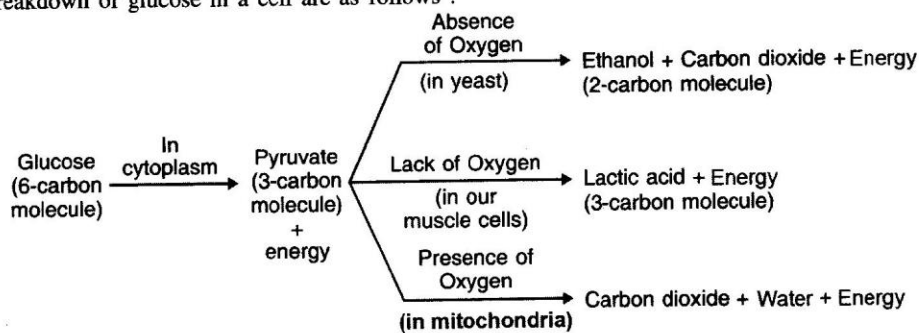 breakdown of glucose in a cell are as follows :
Absence
of Oxygen
(in yeast)
Ethanol + Carbon dioxide + Energy
(2-carbon molecule)
Glucose
(6-carbon
molecule)
In
cytoplasm
Pyruvate
(3-carbon
molecule)
+
energy
Lack of Oxygen
(in our
muscle cells)
Lactic acid + Energy
(3-carbon molecule)
Presence of
Oxygen
(in mitochondria)
Carbon dioxide + Water + Energy